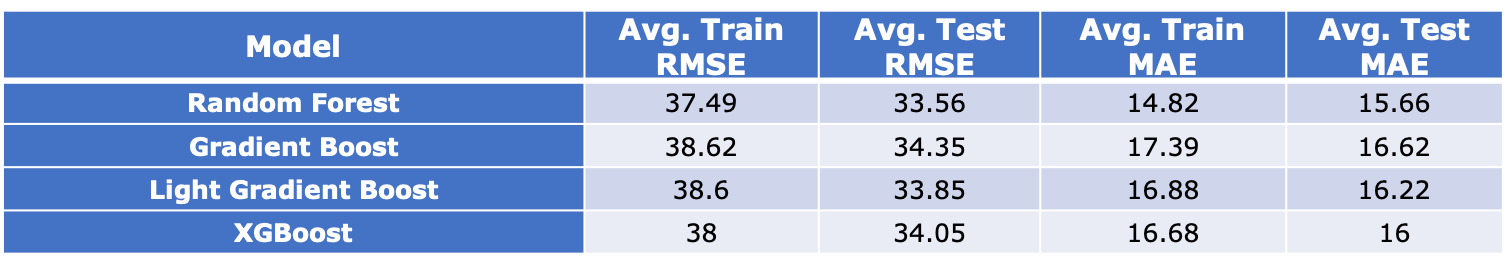 Model Avg. Train RMSE Avg. Test RMSE Avg. Train MAE Avg. Test MAE
Random Forest 37.49 33.56 14.82 15.66
Gradient Boost 38.62 34.35 17.39 16.62
Light Gradient Boost 38.6 33.85 16.88 16.22
XGBoost 38 34.05 16.68 16